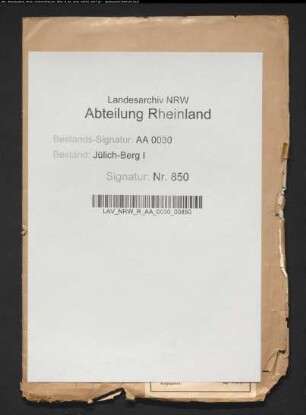 Landesarchiv NRW
Abteilung Rheinland
Bestands-Signatur: AA 0030
Bestand: Jülich-Berg I
Signatur: Nr. 850
LAV_NRW_R_AA_0030_00850